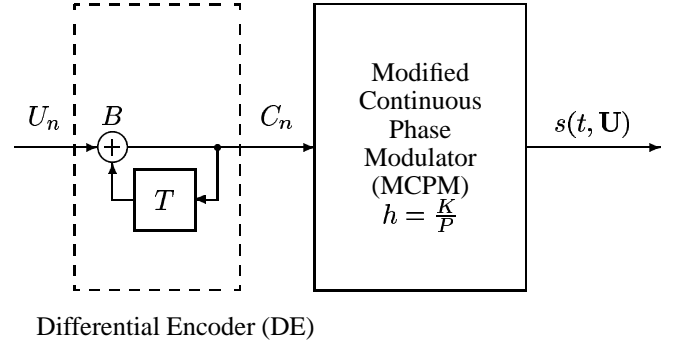 U_n
B
+
T
C_n
Modified
Continuous
Phase
Modulator
(MCPM)
h = K/P
s(t, U)
Differential Encoder (DE)